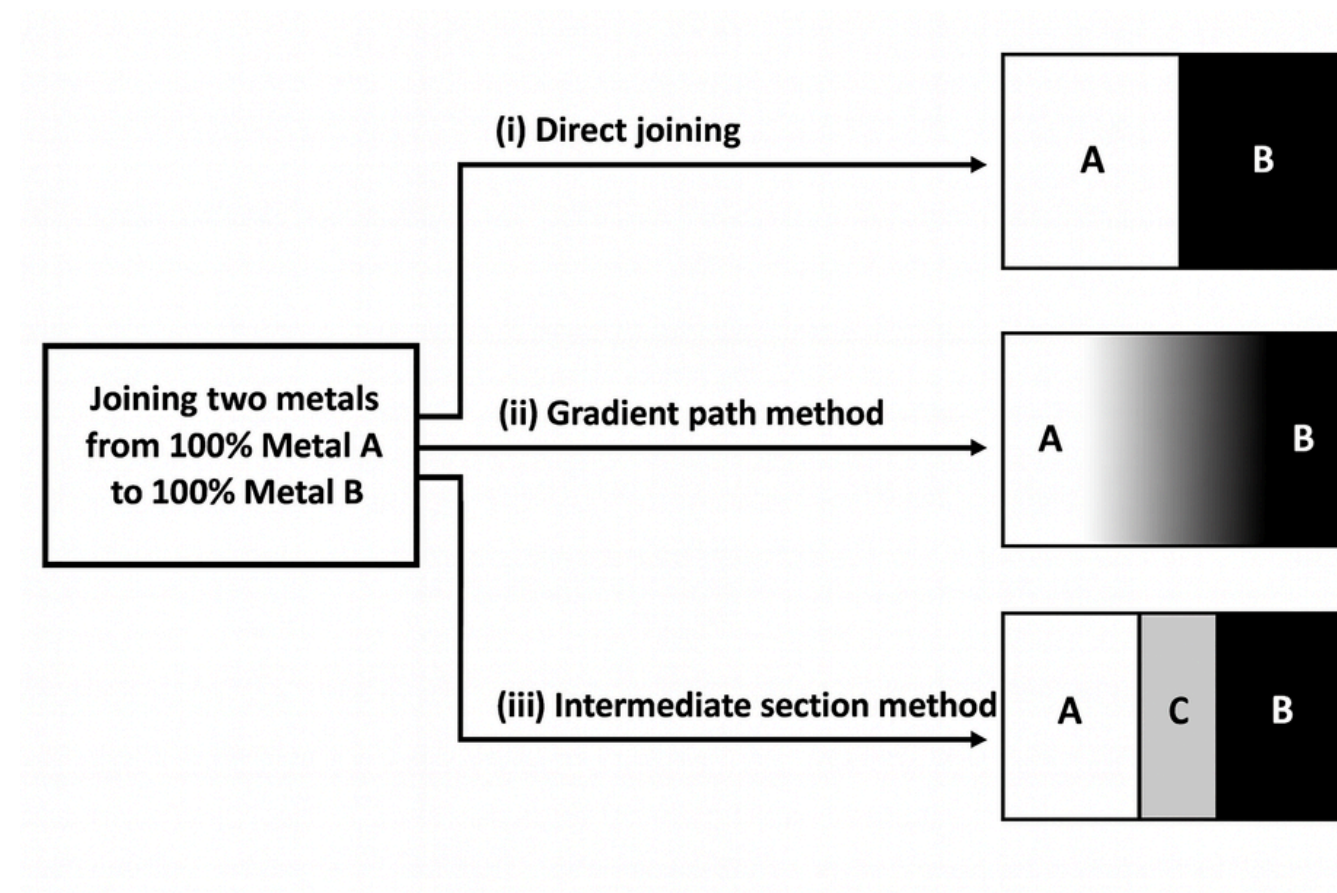 (i) Direct joining
A
B
Joining two metals
from 100% Metal A
to 100% Metal B
(ii) Gradient path method
A
B
(iii) Intermediate section method
A
C
B